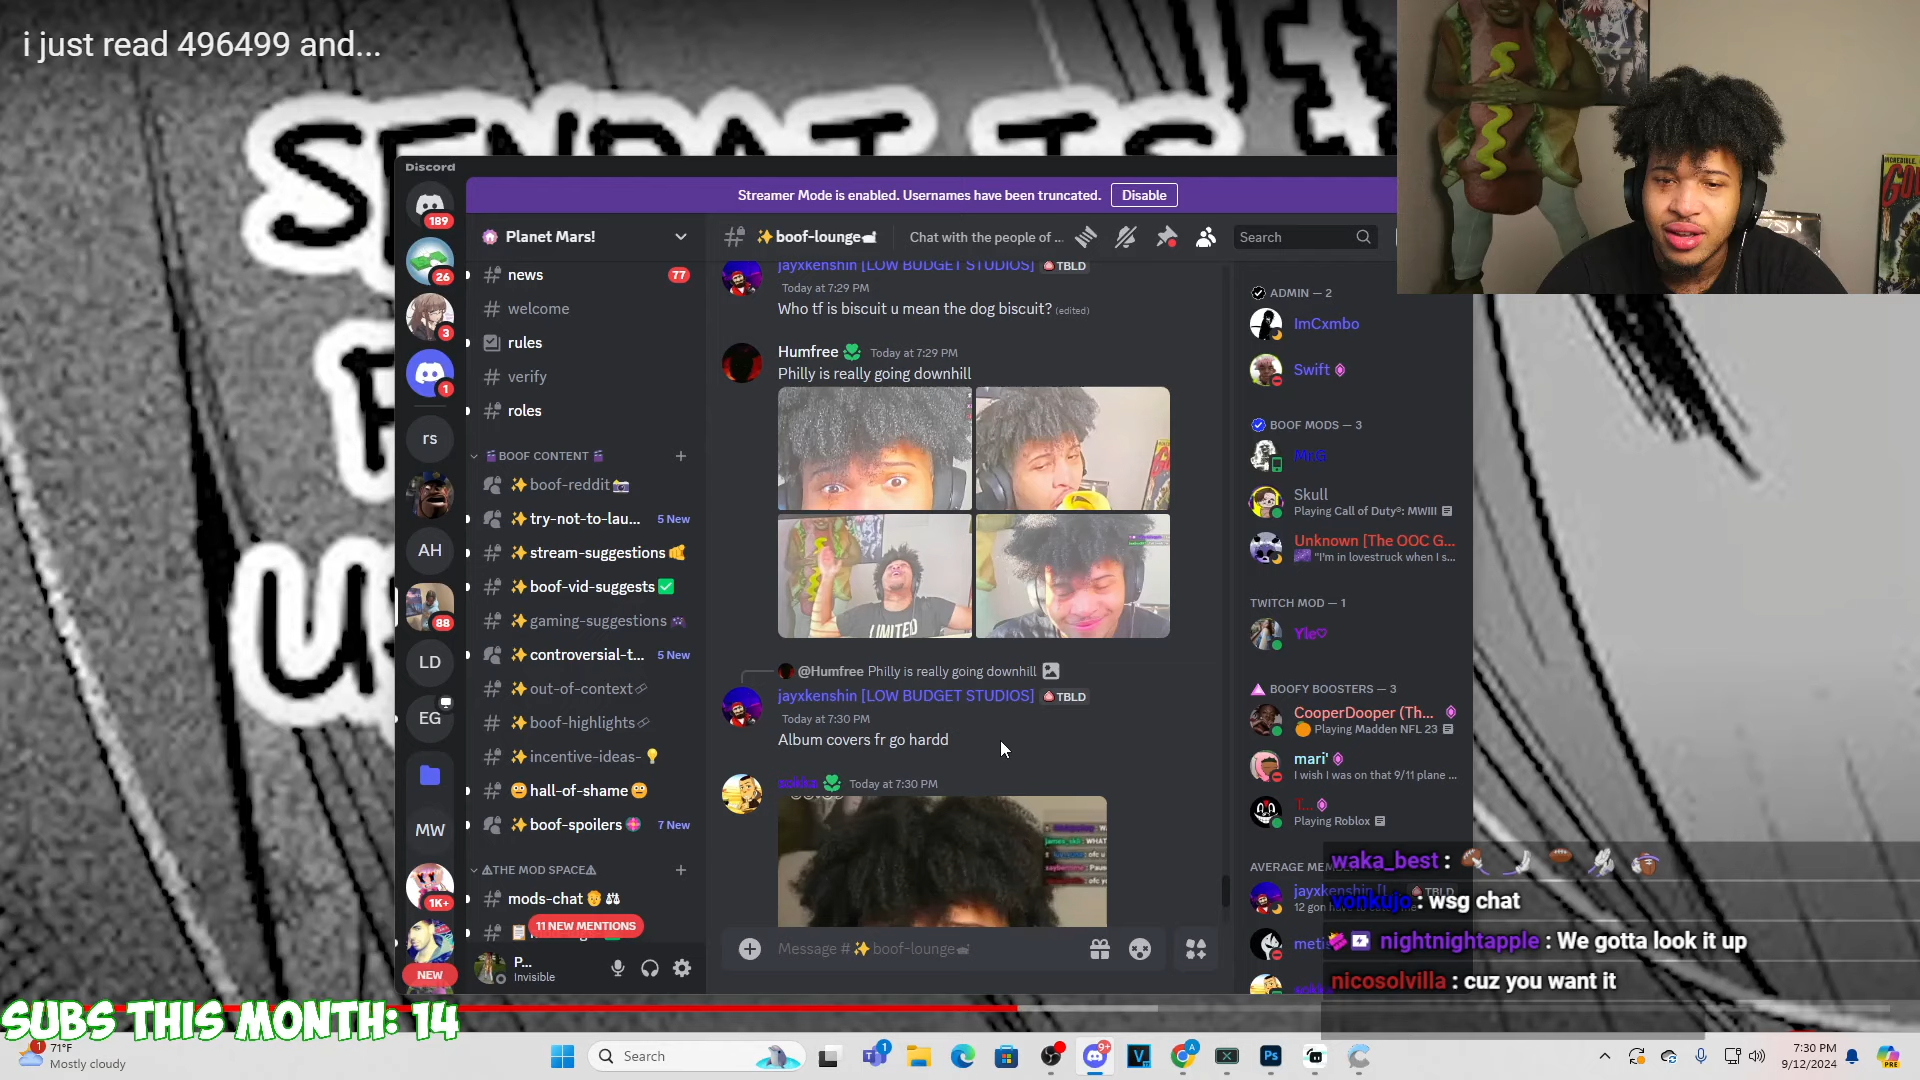 i just read 496499 and...
SENPAI IS
Discord
Streamer Mode is enabled. Usernames have been truncated.
Disable
Planet Mars!
✨boof-lounge
Chat with the people of ...
Search
189
26
3
1
rs
AH
88
LD
EG
MW
1K+
NEW
news
77
welcome
rules
verify
roles
BOOF CONTENT
✨boof-reddit
✨try-not-to-lau...
5 New
✨stream-suggestions
✨boof-vid-suggests
✨gaming-suggestions
✨controversial-t...
5 New
✨out-of-context
✨boof-highlights
✨incentive-ideas-
hall-of-shame
✨boof-spoilers
7 New
THE MOD SPACE
mods-chat
11 NEW MENTIONS
P...
Invisible
jayxkenshin [LOW BUDGET STUDIOS]
TBLD
Today at 7:29 PM
Who tf is biscuit u mean the dog biscuit? (edited)
Humfree
Today at 7:29 PM
Philly is really going downhill
LIMITED
@Humfree Philly is really going downhill
jayxkenshin [LOW BUDGET STUDIOS]
TBLD
Today at 7:30 PM
Album covers fr go hardd
sokka
Today at 7:30 PM
Message #✨boof-lounge
ADMIN — 2
ImCxmbo
Swift
BOOF MODS — 3
Mr.G
Skull
Playing Call of Duty®: MWIII
Unknown [The OOC G...
"I'm in lovestruck when I s...
TWITCH MOD — 1
Yle♡
BOOFY BOOSTERS — 3
CooperDooper (Th...
Playing Madden NFL 23
mari'
I wish I was on that 9/11 plane ...
T...
Playing Roblox
waka_best :
vonkujo : wsg chat
nightnightapple : We gotta look it up
nicosolvilla : cuz you want it
SUBS THIS MONTH: 14
1
71°F
Mostly cloudy
Search
1
9+
7:30 PM
9/12/2024